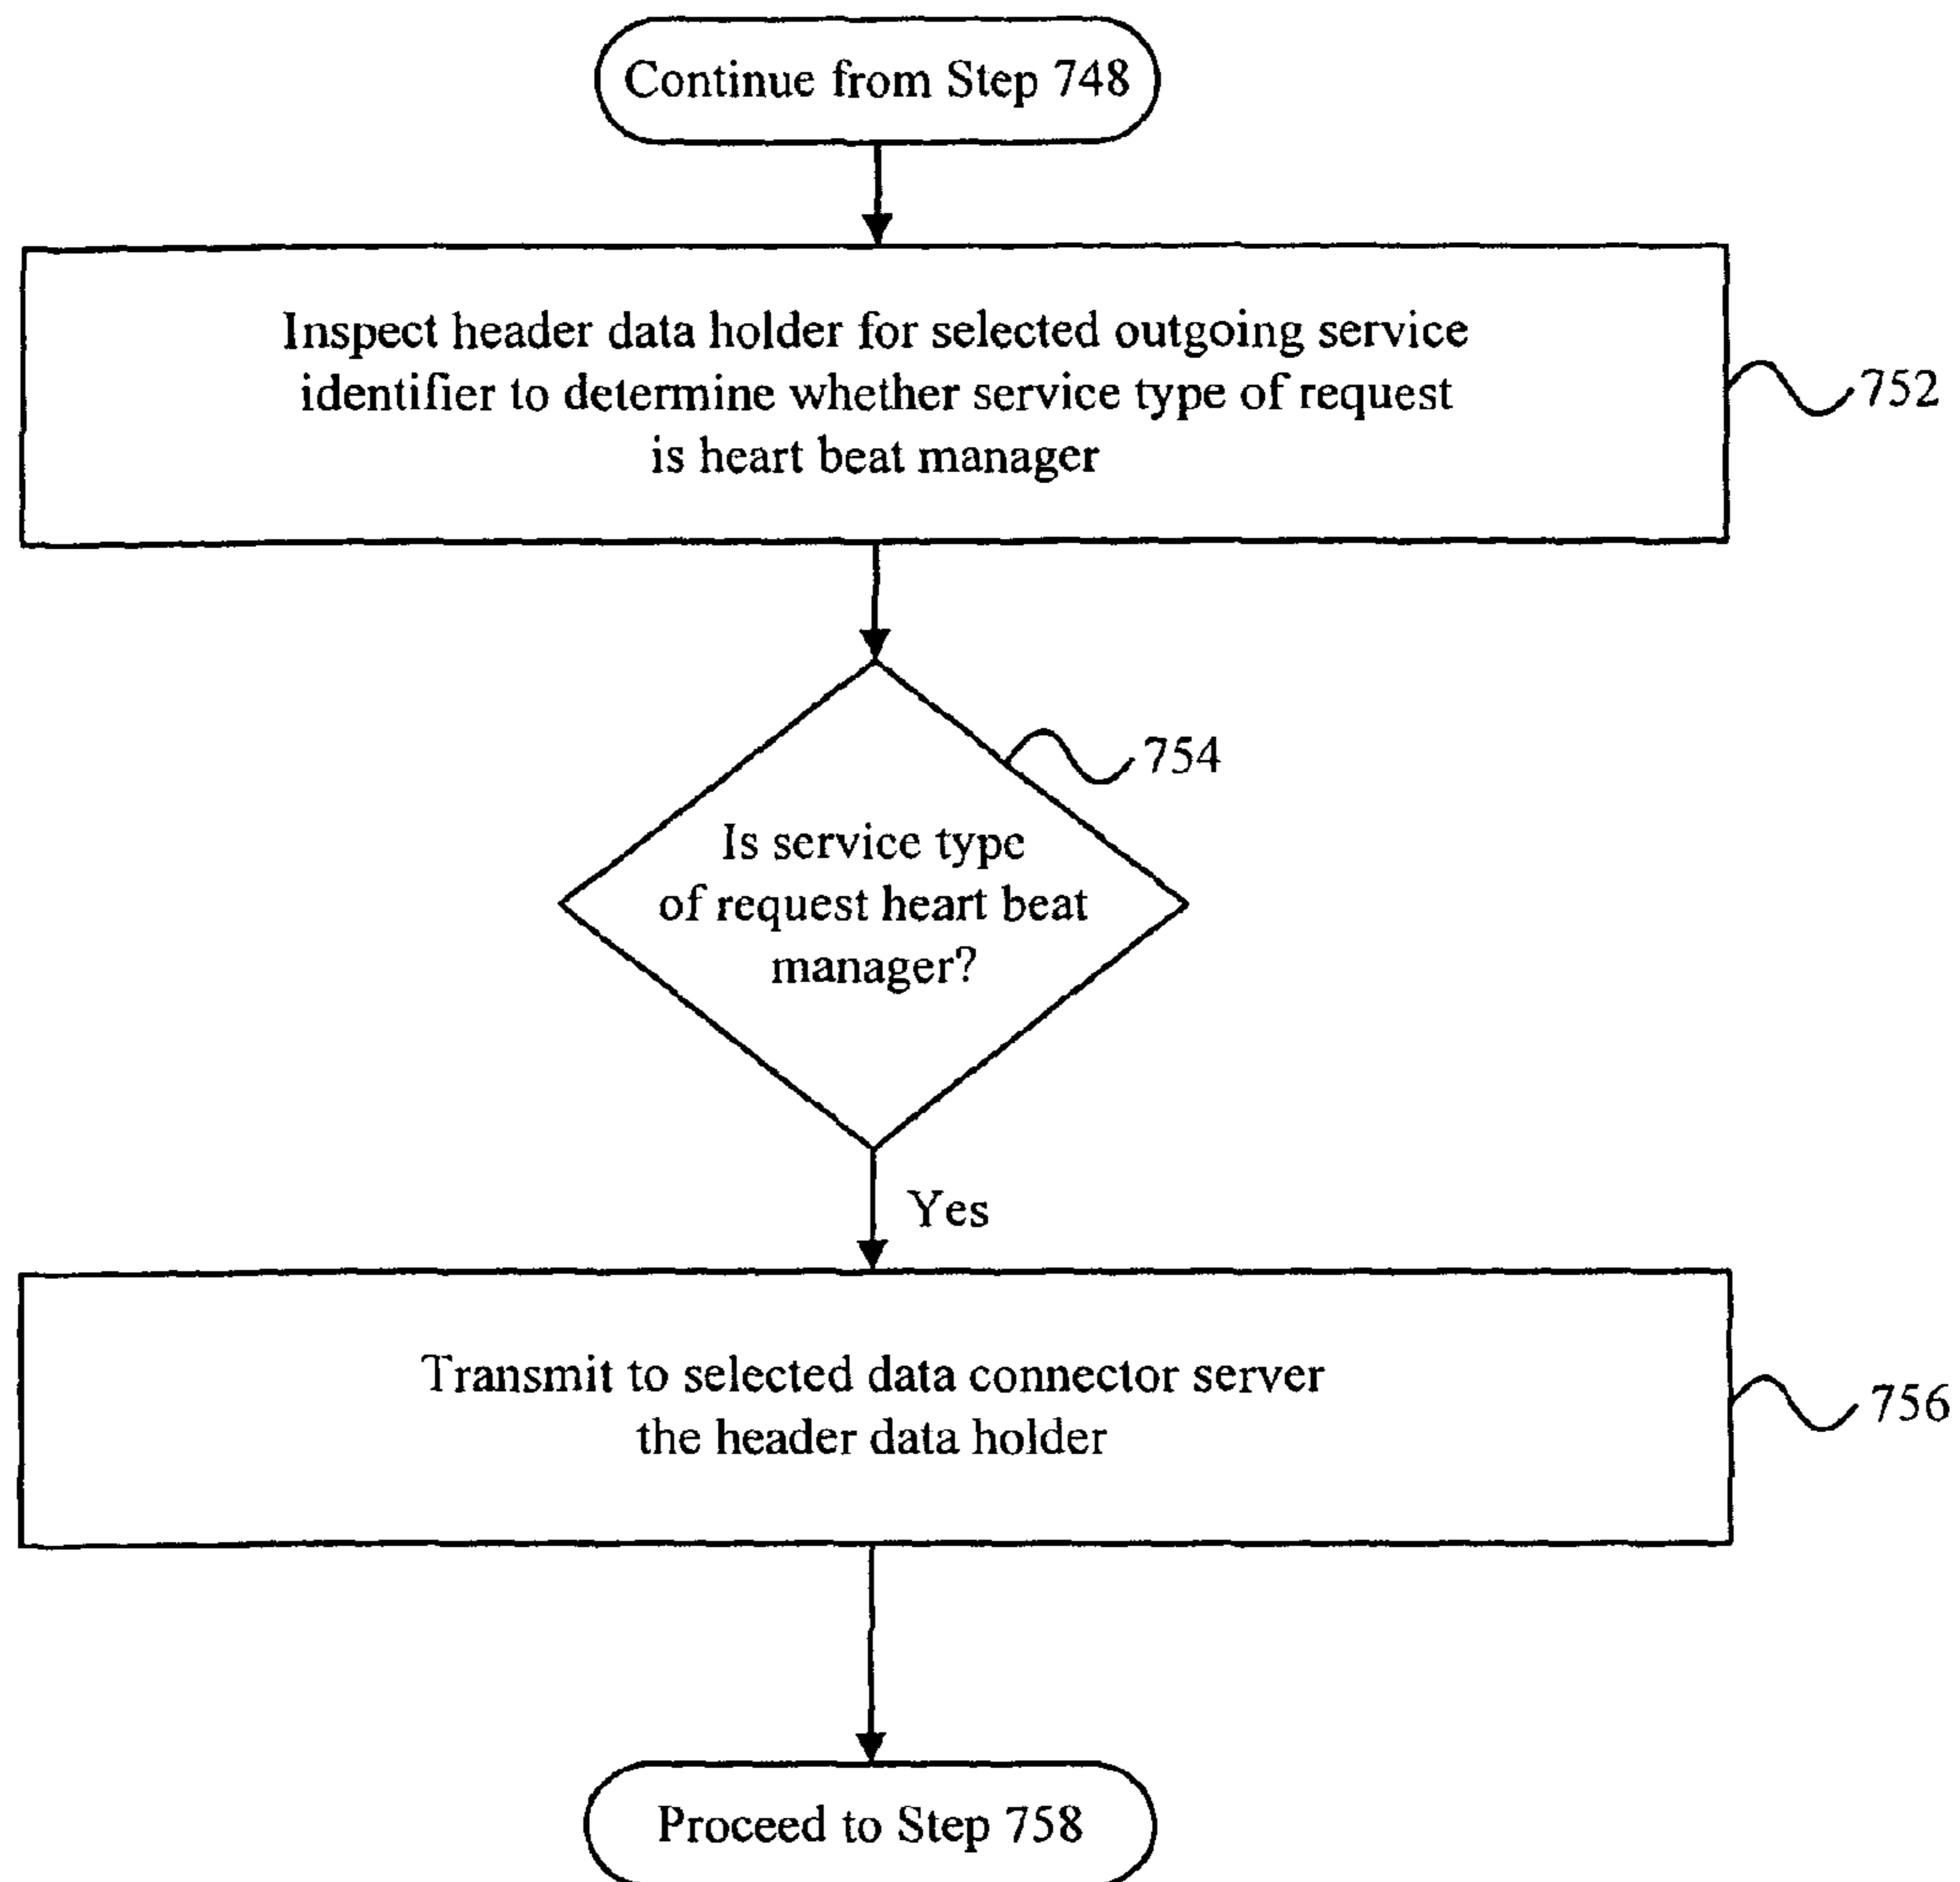 Continue from Step 748
Inspect header data holder for selected outgoing service
identifier to determine whether service type of request
is heart beat manager
752
754
Is service type
of request heart beat
manager?
Yes
Transmit to selected data connector server
the header data holder
756
Proceed to Step 758